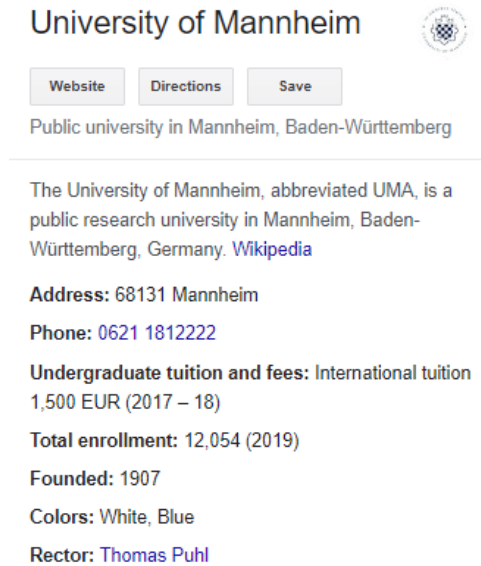 University of Mannheim
Website Directions Save
Public university in Mannheim, Baden-Württemberg
The University of Mannheim, abbreviated UMA, is a
public research university in Mannheim, Baden-
Württemberg, Germany. Wikipedia
Address: 68131 Mannheim
Phone: 0621 1812222
Undergraduate tuition and fees: International tuition
1,500 EUR (2017 – 18)
Total enrollment: 12,054 (2019)
Founded: 1907
Colors: White, Blue
Rector: Thomas Puhl